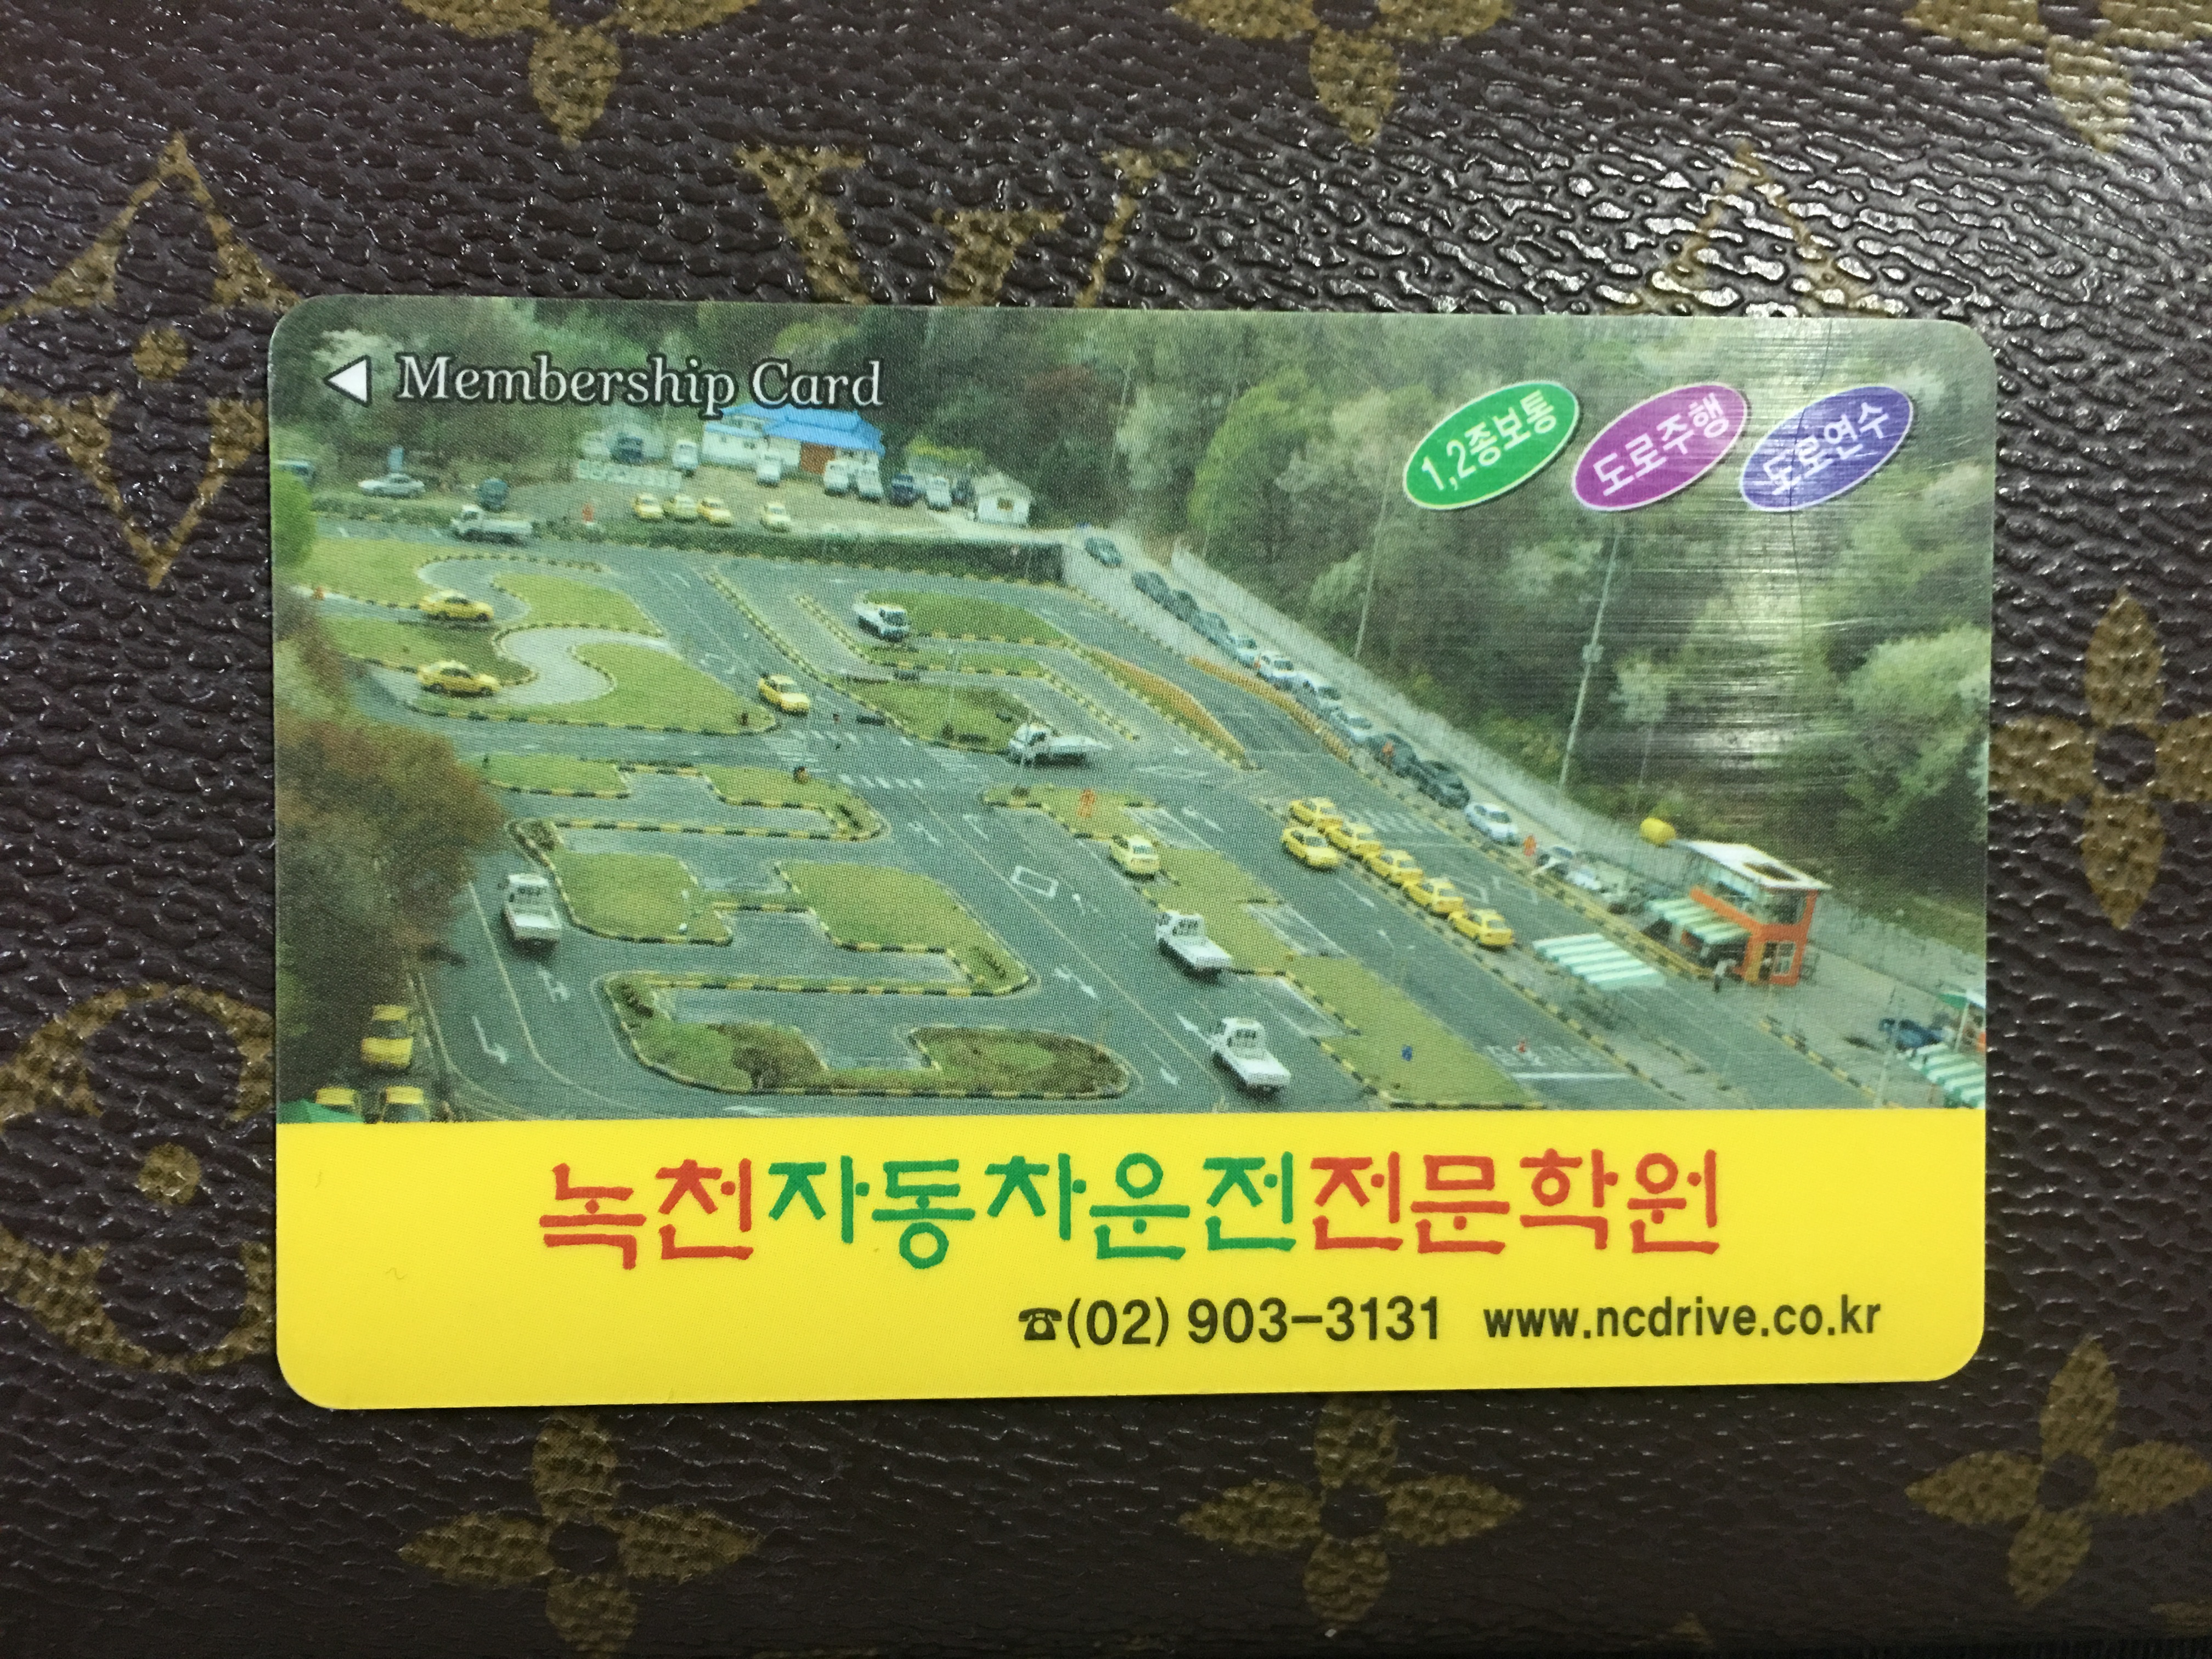 ◀ Membership Card
1,2종보통 도로주행 도로연수
녹천자동차운전전문학원
☎(02) 903-3131 www.ncdrive.co.kr